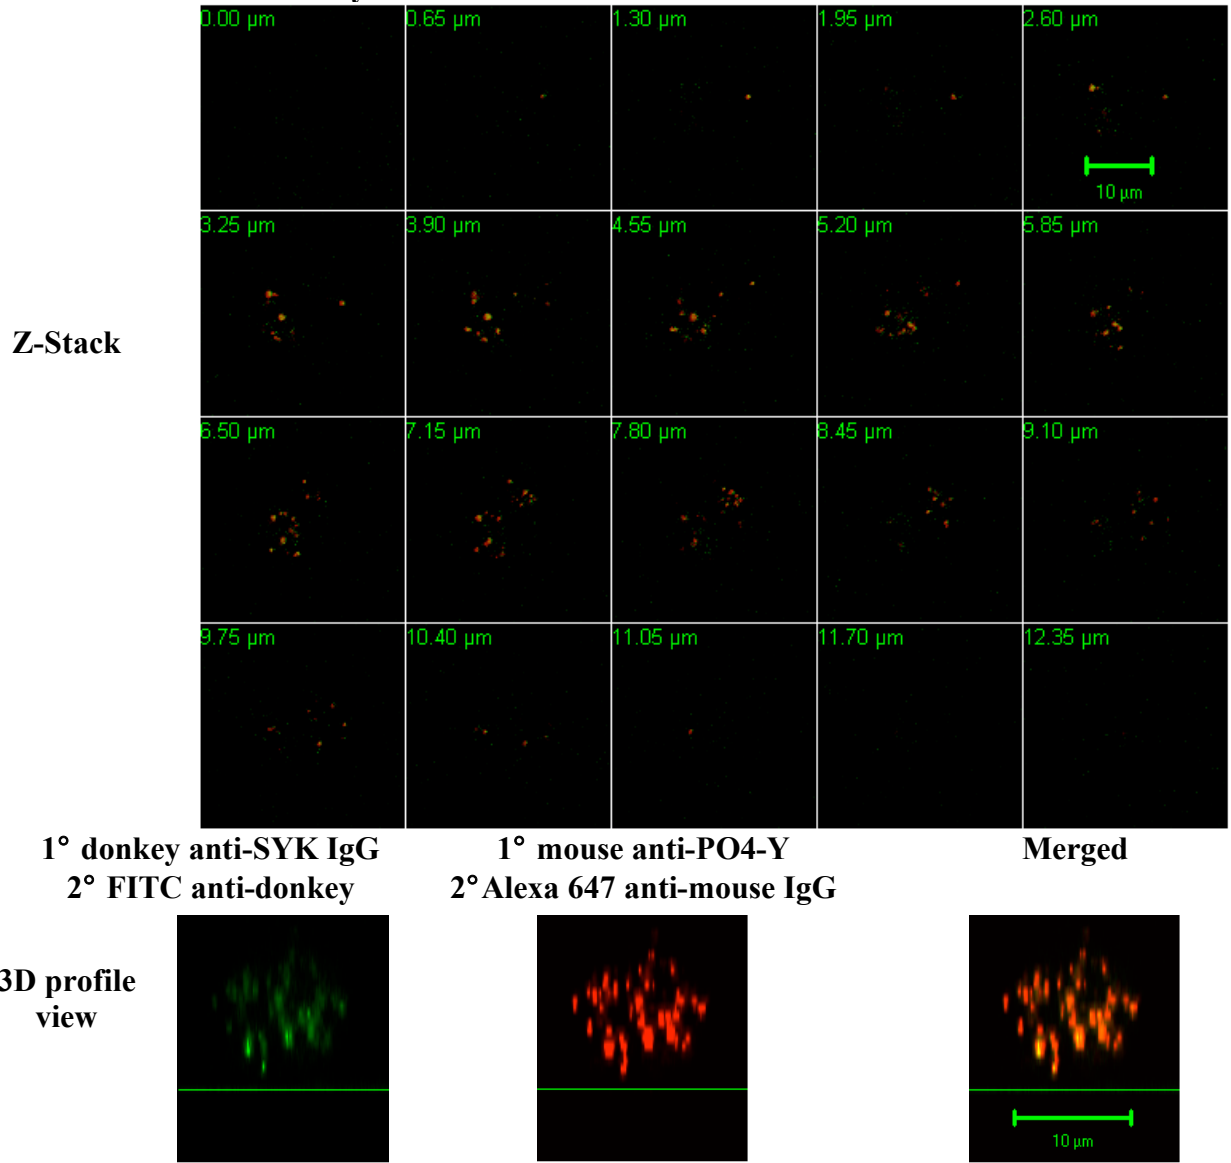 0.00 µm 0.65 µm 1.30 µm 1.95 µm 2.60 µm
10 µm
3.25 µm 3.90 µm 4.55 µm 5.20 µm 5.85 µm
Z-Stack
6.50 µm 7.15 µm 7.80 µm 8.45 µm 9.10 µm
9.75 µm 10.40 µm 11.05 µm 11.70 µm 12.35 µm
1° donkey anti-SYK IgG 1° mouse anti-PO4-Y Merged
2° FITC anti-donkey 2°Alexa 647 anti-mouse IgG
3D profile
view
10 µm